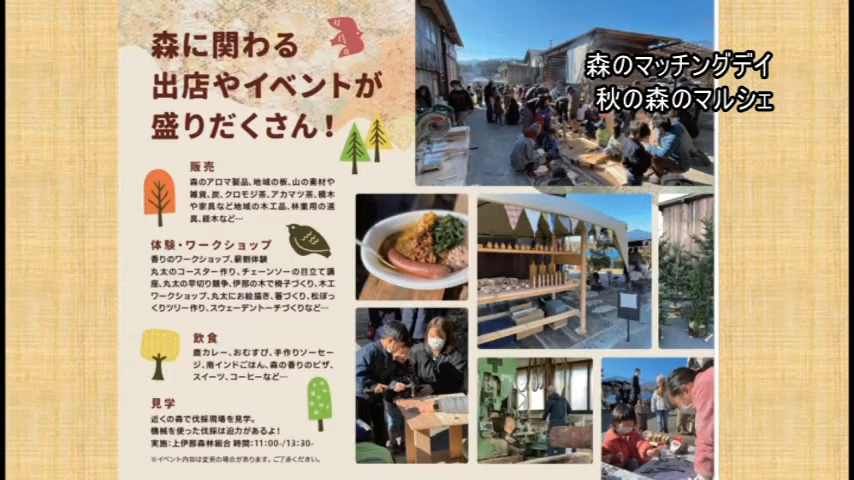 森に関わる
出店やイベントが
盛りだくさん!
森のマッチングデイ
秋の森のマルシェ
販売
森のアロマ製品、地域の板、山の素材や
雑貨、炭、クロモジ茶、アカマツ茶、積木
や家具など地域の木工品、林業用の道
具、経木など…
体験・ワークショップ
香りのワークショップ、薪割体験
丸太のコースター作り、チェーンソーの目立て講
座、丸太の早切り競争、伊那の木で椅子づくり、木工
ワークショップ、丸太にお絵描き、箸づくり、松ぼっ
くりツリー作り、スウェーデントーチづくりなど…
飲食
鹿カレー、おむすび、手作りソーセー
ジ、南インドごはん、森の香りのピザ、
スイーツ、コーヒーなど…
見学
近くの森で伐採現場を見学。
機械を使った伐採は迫力があるよ!
実施:上伊那森林組合 時間:11:00-/13:30-
※イベント内容は変更の場合があります。ご了承ください。